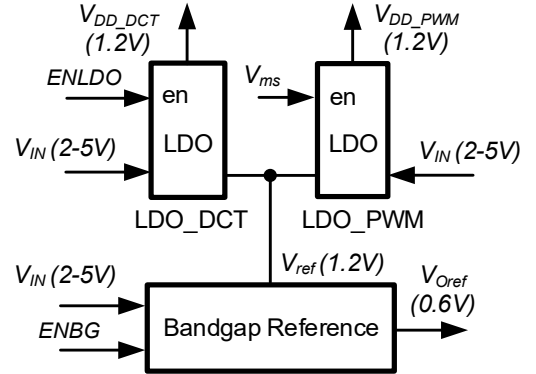 V_DD_DCT
(1.2V)
V_DD_PWM
(1.2V)
ENLDO
en
V_ms
en
LDO
LDO
V_IN (2-5V)
V_IN (2-5V)
LDO_DCT
LDO_PWM
V_ref (1.2V)
V_IN (2-5V)
V_Oref
(0.6V)
Bandgap Reference
ENBG